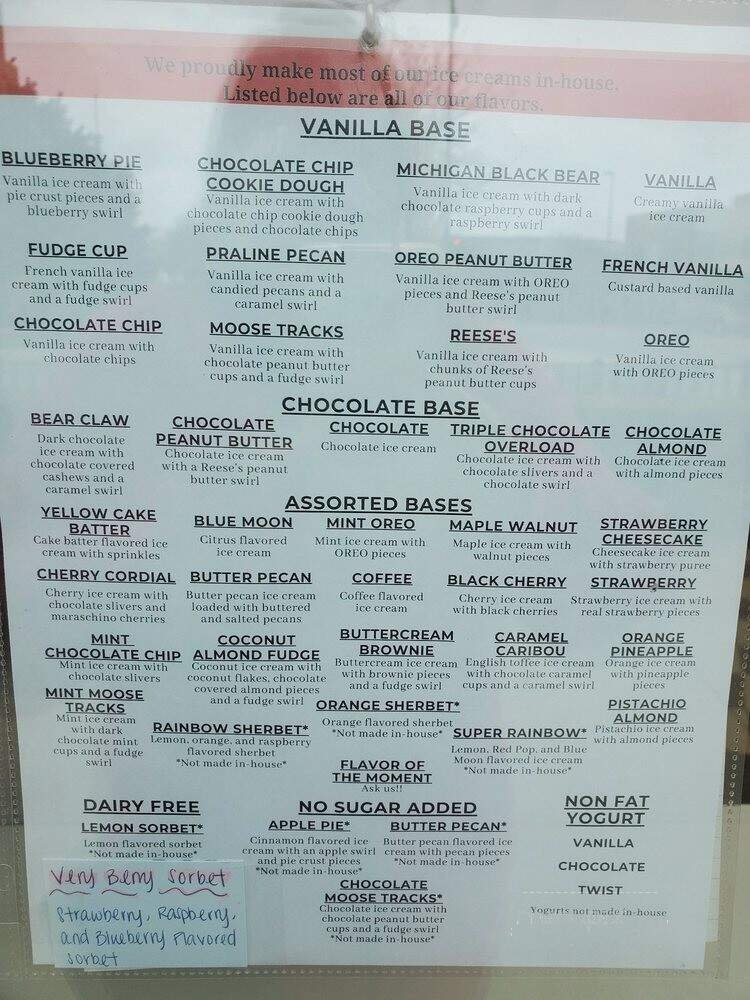 We proudly make most of our ice creams in-house.
Listed below are all of our flavors.
VANILLA BASE
BLUEBERRY PIE
Vanilla ice cream with
pie crust pieces and a
blueberry swirl
CHOCOLATE CHIP
COOKIE DOUGH
Vanilla ice cream with
chocolate chip cookie dough
pieces and chocolate chips
MICHIGAN BLACK BEAR
Vanilla ice cream with dark
chocolate raspberry cups and a
raspberry swirl
VANILLA
Creamy vanilla
ice cream
FUDGE CUP
French vanilla ice
cream with fudge cups
and a fudge swirl
PRALINE PECAN
Vanilla ice cream with
candied pecans and a
caramel swirl
OREO PEANUT BUTTER
Vanilla ice cream with OREO
pieces and Reese's peanut
butter swirl
FRENCH VANILLA
Custard based vanilla
CHOCOLATE CHIP
Vanilla ice cream with
chocolate chips
MOOSE TRACKS
Vanilla ice cream with
chocolate peanut butter
cups and a fudge swirl
REESE'S
Vanilla ice cream with
chunks of Reese's
peanut butter cups
OREO
Vanilla ice cream
with OREO pieces
CHOCOLATE BASE
BEAR CLAW
Dark chocolate
ice cream with
chocolate covered
cashews and a
caramel swirl
CHOCOLATE
PEANUT BUTTER
Chocolate ice cream
with a Reese's peanut
butter swirl
CHOCOLATE
Chocolate ice cream
TRIPLE CHOCOLATE
OVERLOAD
Chocolate ice cream with
chocolate slivers and a
chocolate swirl
CHOCOLATE
ALMOND
Chocolate ice cream
with almond pieces
ASSORTED BASES
YELLOW CAKE
BATTER
Cake batter flavored ice
cream with sprinkles
BLUE MOON
Citrus flavored
ice cream
MINT OREO
Mint ice cream with
OREO pieces
MAPLE WALNUT
Maple ice cream with
walnut pieces
STRAWBERRY
CHEESECAKE
Cheesecake ice cream
with strawberry puree
CHERRY CORDIAL
Cherry ice cream with
chocolate slivers and
maraschino cherries
BUTTER PECAN
Butter pecan ice cream
loaded with buttered
and salted pecans
COFFEE
Coffee flavored
ice cream
BLACK CHERRY
Cherry ice cream
with black cherries
STRAWBERRY
Strawberry ice cream with
real strawberry pieces
MINT
CHOCOLATE CHIP
Mint ice cream with
chocolate slivers
COCONUT
ALMOND FUDGE
Coconut ice cream with
coconut flakes, chocolate
covered almond pieces
and a fudge swirl
BUTTERCREAM
BROWNIE
Buttercream ice cream
with brownie pieces
and a fudge swirl
CARAMEL
CARIBOU
English toffee ice cream
with chocolate caramel
cups and a caramel swirl
ORANGE
PINEAPPLE
Orange ice cream
with pineapple
pieces
MINT MOOSE
TRACKS
Mint ice cream
with dark
chocolate mint
cups and a fudge
swirl
RAINBOW SHERBET*
Lemon, orange, and raspberry
flavored sherbet
*Not made in-house*
ORANGE SHERBET*
Orange flavored sherbet
*Not made in-house*
SUPER RAINBOW*
Lemon, Red Pop, and Blue
Moon flavored ice cream
*Not made in-house*
PISTACHIO
ALMOND
Pistachio ice cream
with almond pieces
FLAVOR OF
THE MOMENT
Ask us!!
DAIRY FREE
LEMON SORBET*
Lemon flavored sorbet
*Not made in-house*
Very Berry Sorbet
Strawberry, Raspberry,
and Blueberry Flavored
sorbet
NO SUGAR ADDED
APPLE PIE*
Cinnamon flavored ice
cream with an apple swirl
and pie crust pieces
*Not made in-house*
BUTTER PECAN*
Butter pecan flavored ice
cream with pecan pieces
*Not made in-house*
CHOCOLATE
MOOSE TRACKS*
Chocolate ice cream with
chocolate peanut butter
cups and a fudge swirl
*Not made in-house*
NON FAT
YOGURT
VANILLA
CHOCOLATE
TWIST
Yogurts not made in-house